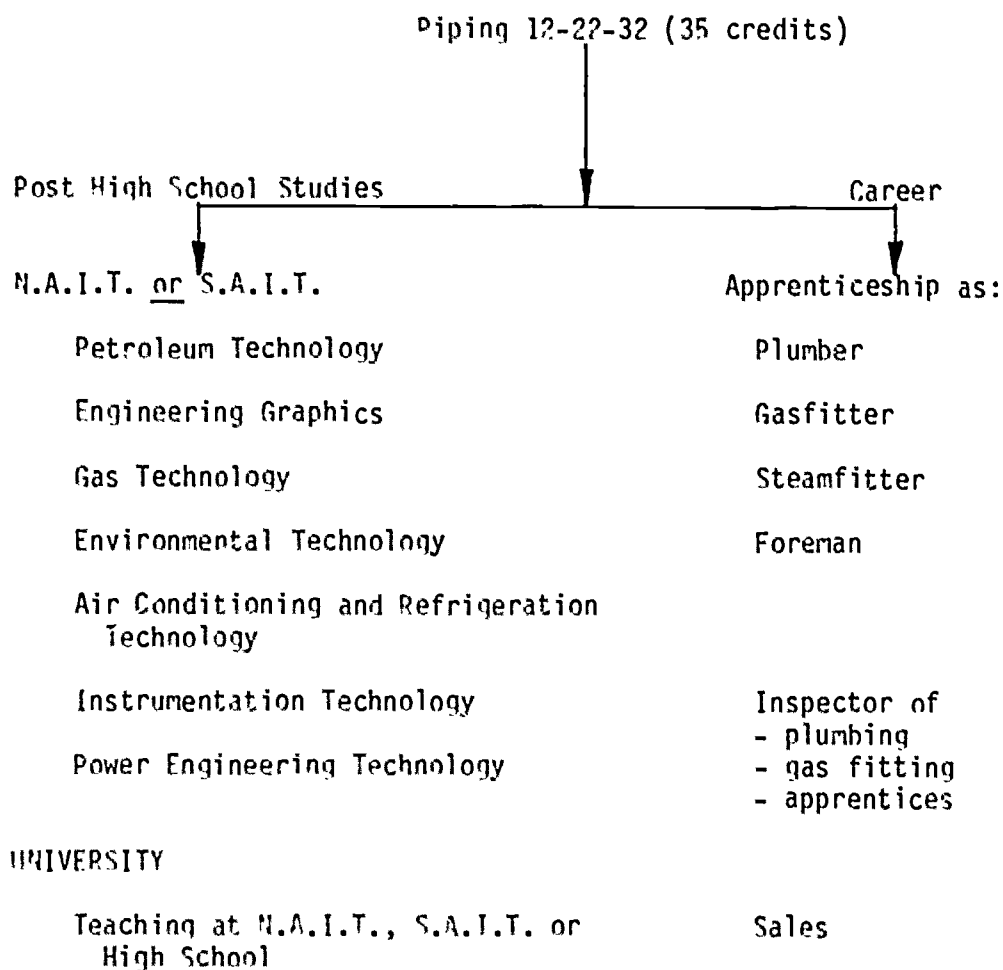 Piping 12-22-32 (35 credits)
Post High School Studies
Career
N.A.I.T. or S.A.I.T.
Petroleum Technology
Engineering Graphics
Gas Technology
Environmental Technology
Air Conditioning and Refrigeration
Technology
Instrumentation Technology
Power Engineering Technology
UNIVERSITY
Teaching at N.A.I.T., S.A.I.T. or
High School
Apprenticeship as:
Plumber
Gasfitter
Steamfitter
Foreman
Inspector of
- plumbing
- gas fitting
- apprentices
Sales